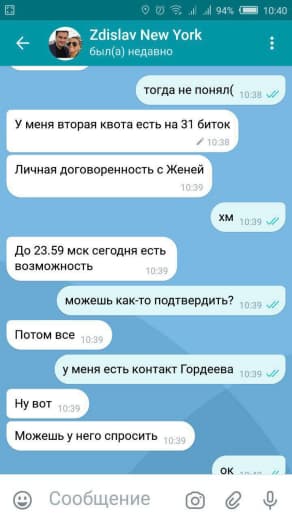 94% 10:40
Zdislav New York
был(а) недавно
тогда не понял( 10:38
У меня вторая квота есть на 31 биток
10:38
Личная договоренность с Женей
10:39
хм 10:39
До 23.59 мск сегодня есть
возможность 10:39
можешь как-то подтвердить? 10:39
Потом все 10:39
у меня есть контакт Гордеева 10:39
Ну вот 10:39
Можешь у него спросить 10:39
ок
Сообщение